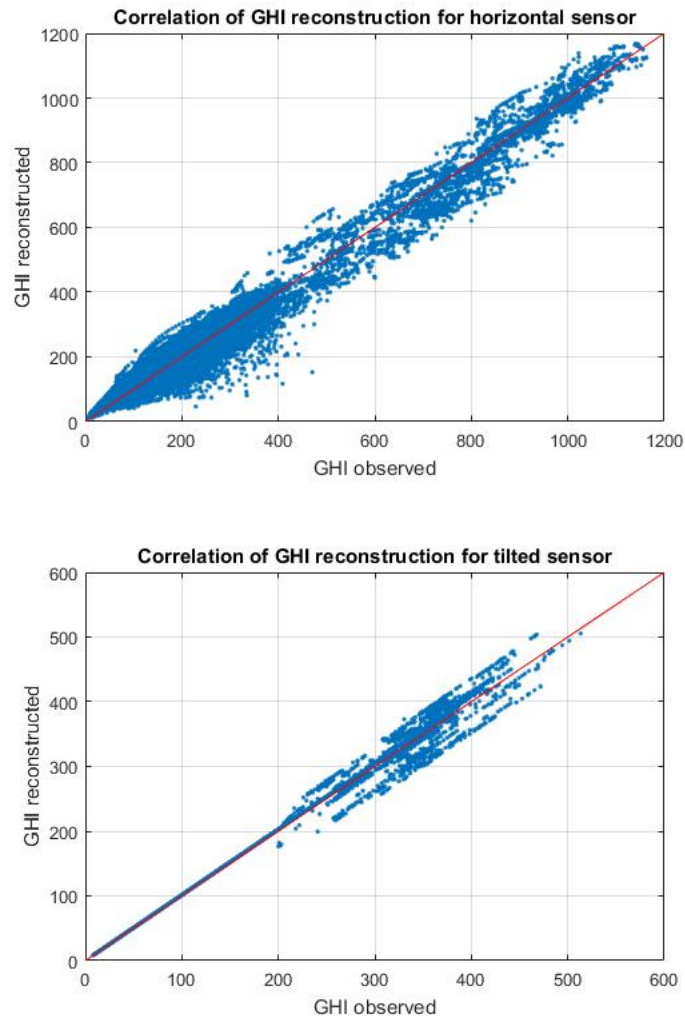 Correlation of GHI reconstruction for horizontal sensor
1200
1000
800
600
400
200
0
GHI reconstructed
0 200 400 600 800 1000 1200
GHI observed
Correlation of GHI reconstruction for tilted sensor
600
500
400
300
200
100
0
GHI reconstructed
0 100 200 300 400 500 600
GHI observed